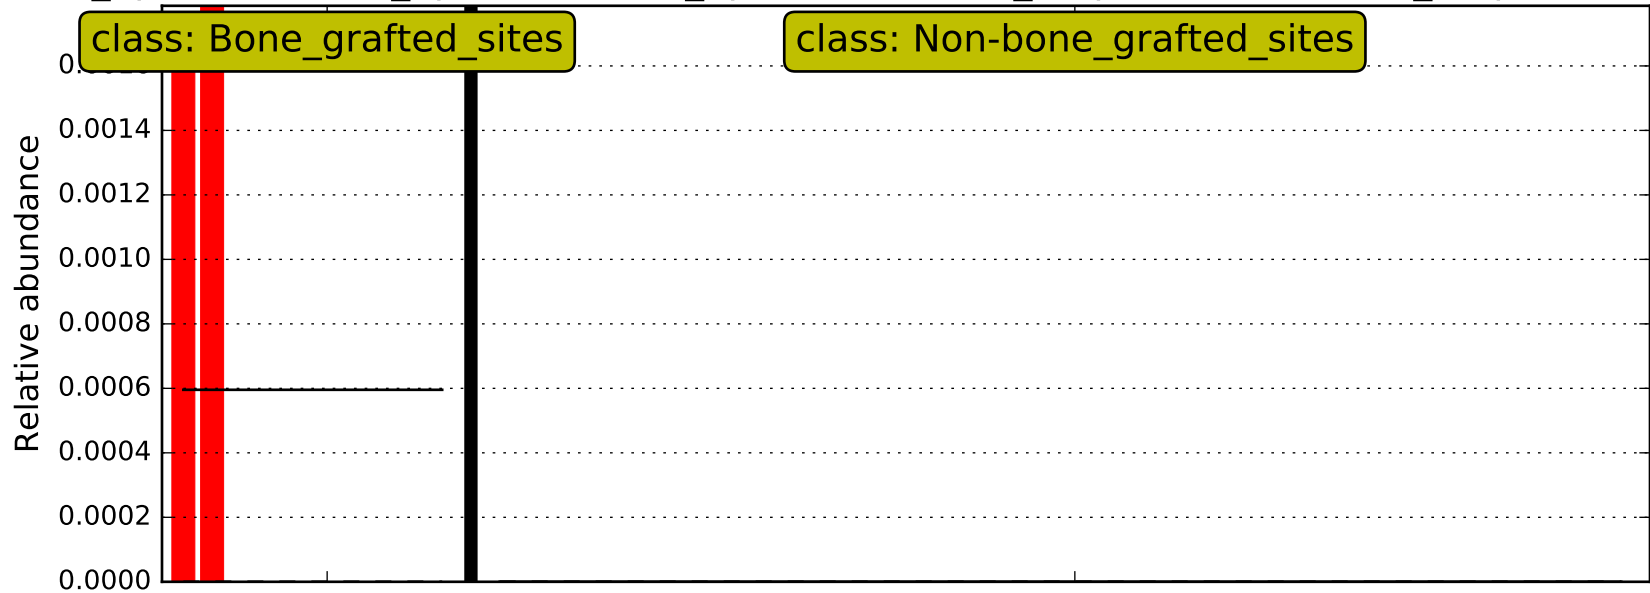 class: Bone_grafted_sites
class: Non-bone_grafted_sites
0.0014
0.0012
0.0010
0.0008
0.0006
0.0004
0.0002
0.0000
Relative abundance